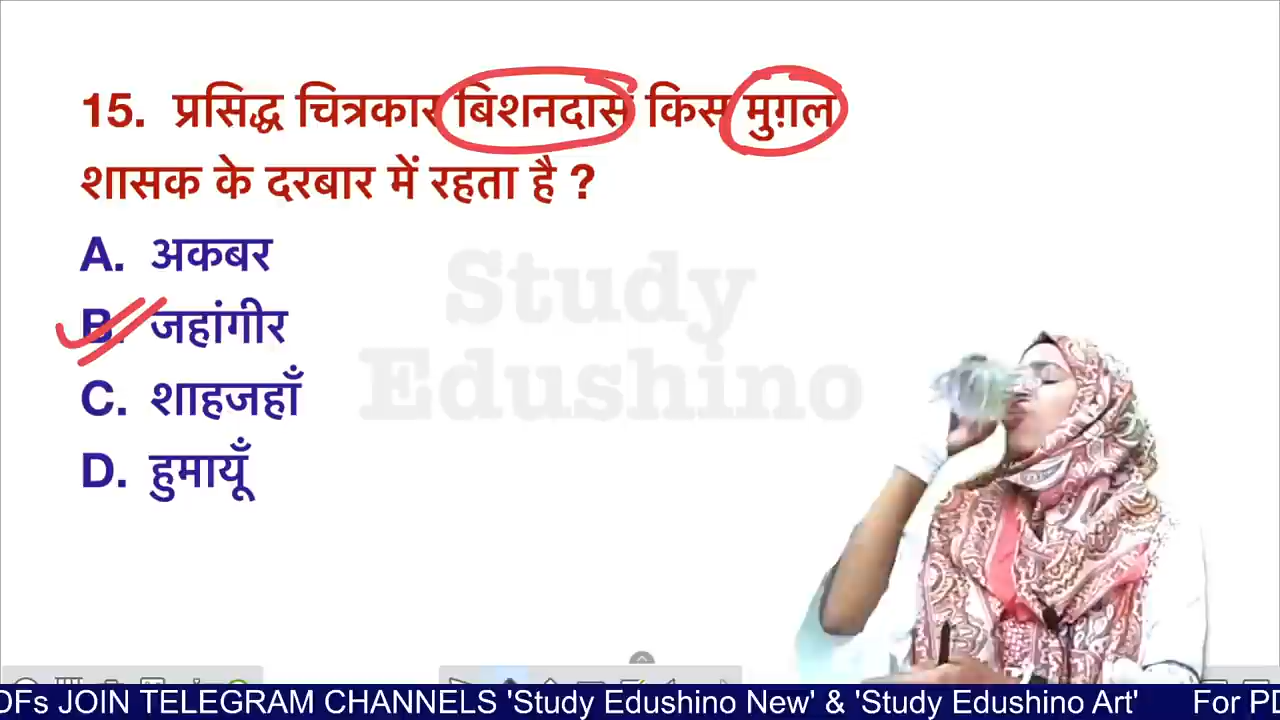 15. प्रसिद्ध चित्रकार बिशनदास किस मुग़ल
शासक के दरबार में रहता है ?
A. अकबर
B. जहांगीर
C. शाहजहाँ
D. हुमायूँ
Study
Edushino
DFs JOIN TELEGRAM CHANNELS 'Study Edushino New' & 'Study Edushino Art' For PD